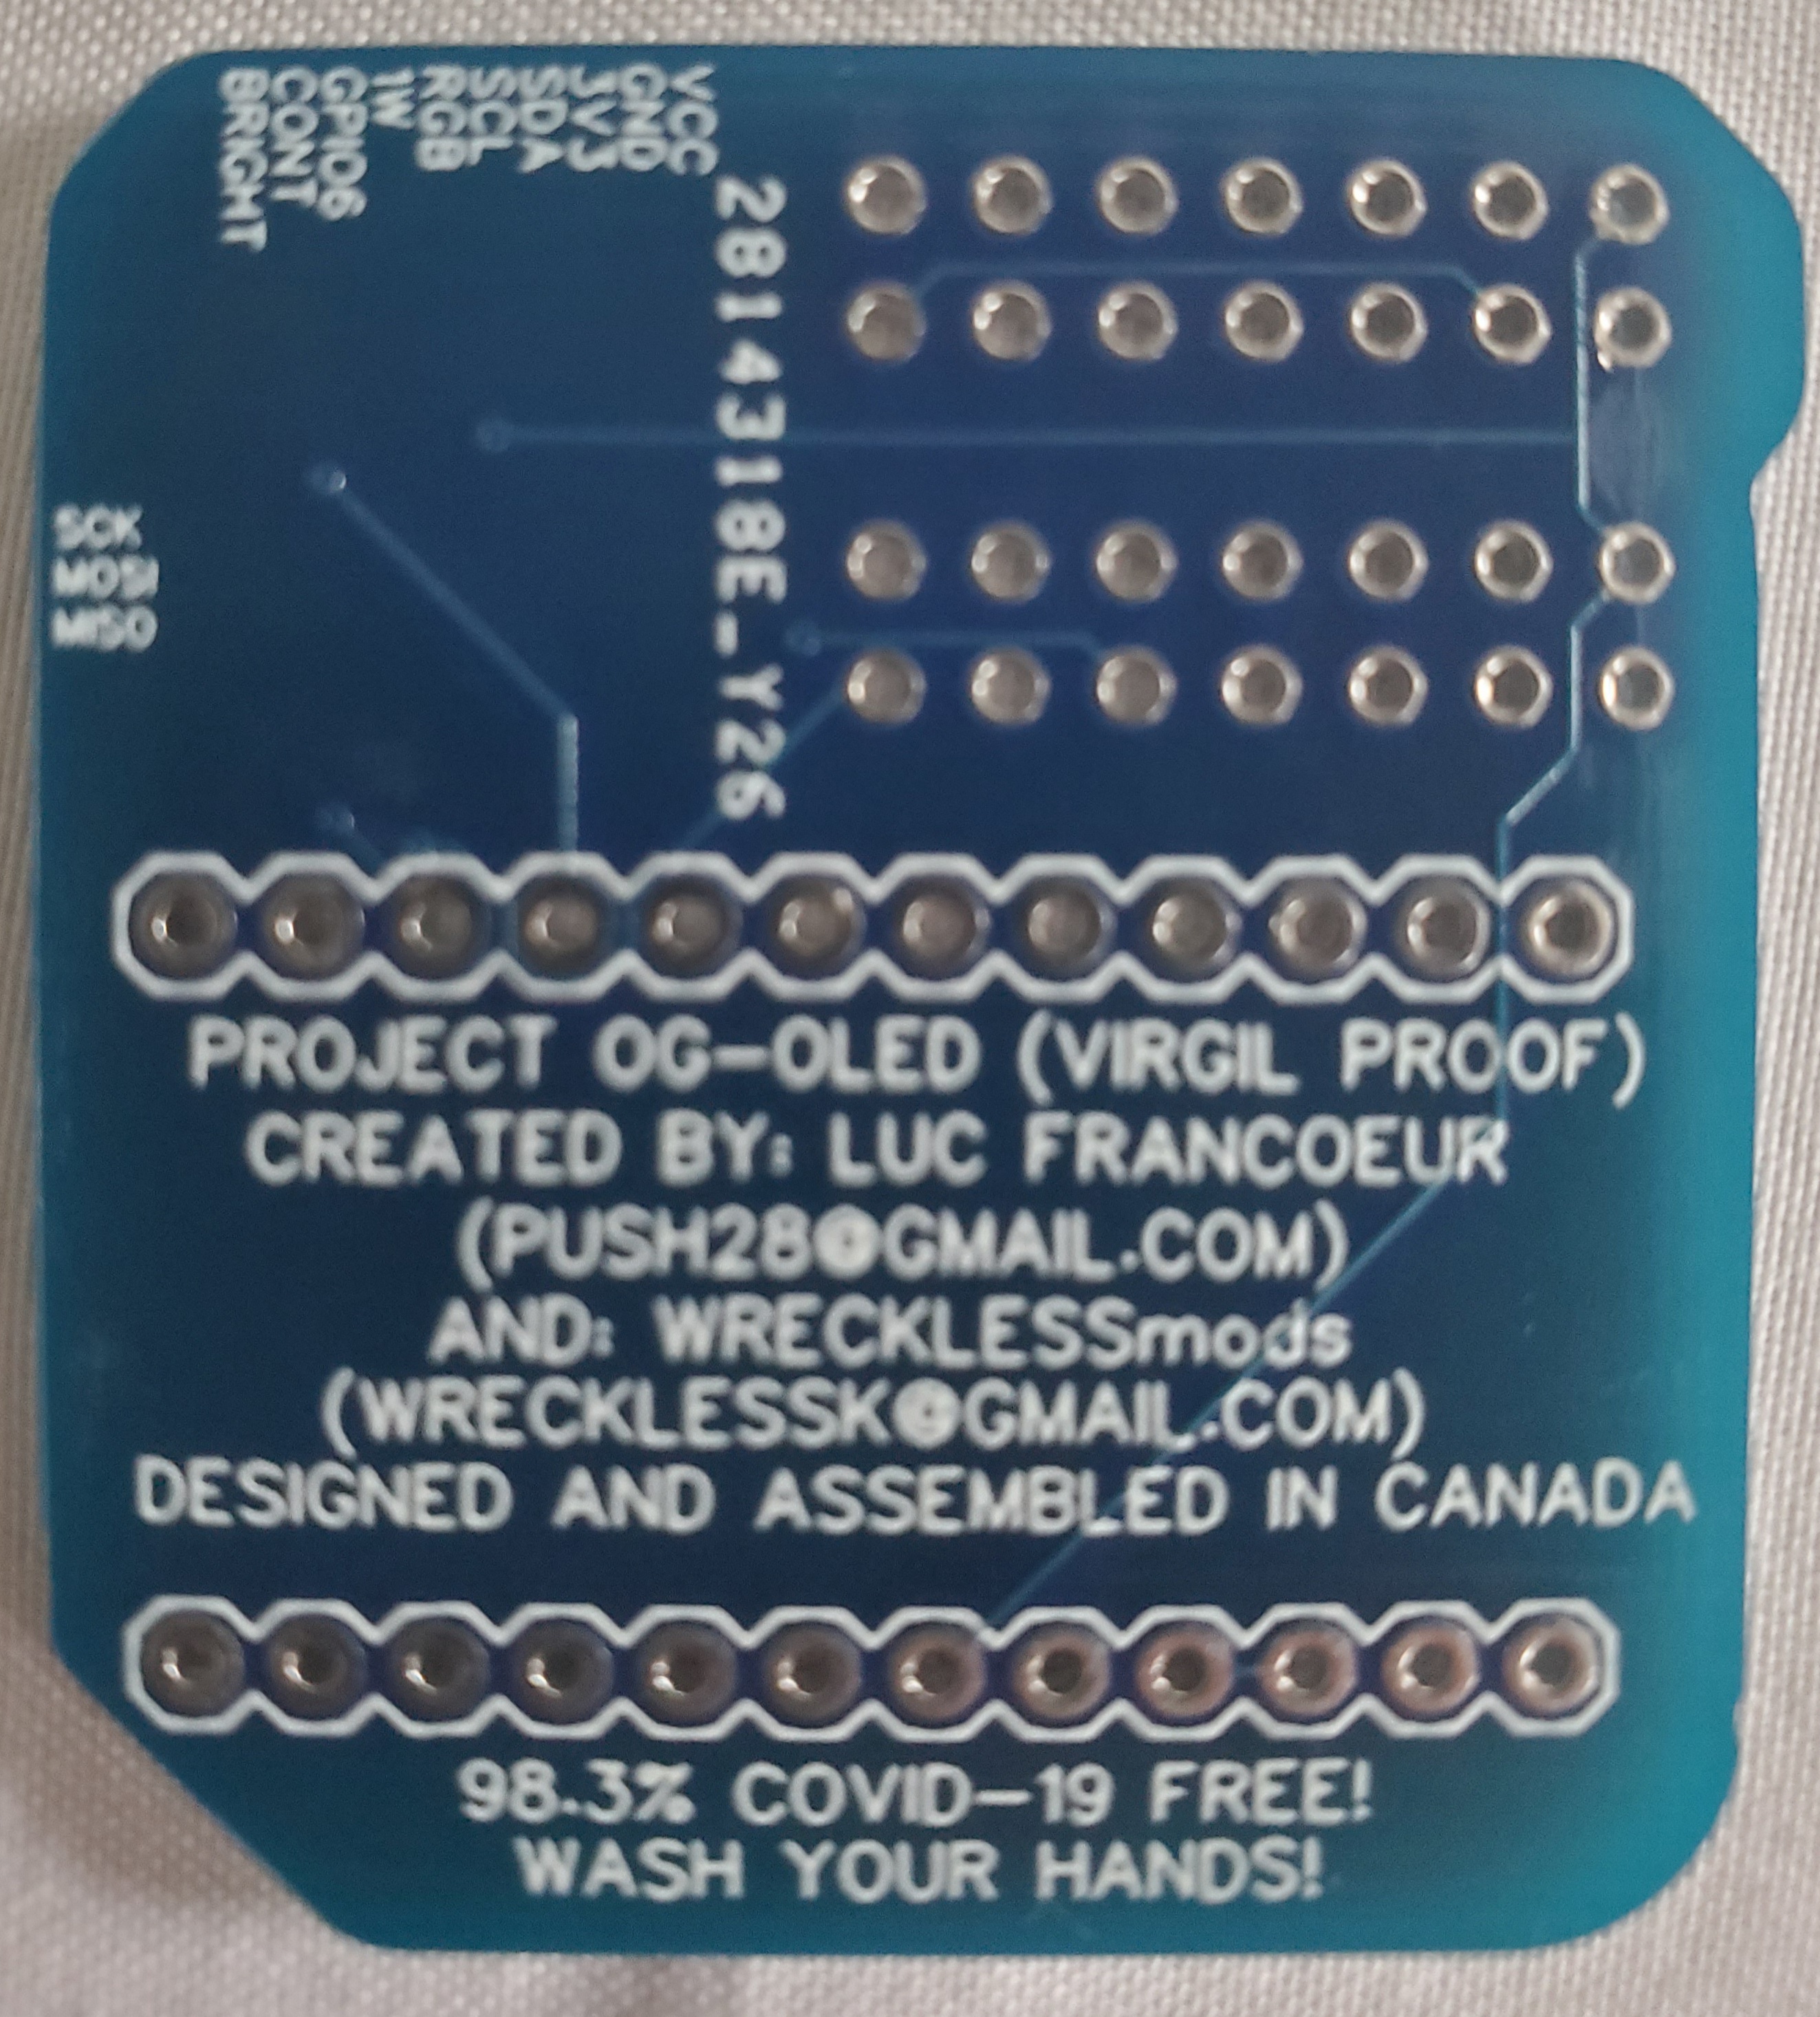 VCC
GND
3V3
SDA
SCL
RGB
1W
GPIO6
CONT
BRIGHT
2814318E_Y26
SCK
MOSI
MISO
PROJECT OG-OLED (VIRGIL PROOF)
CREATED BY: LUC FRANCOEUR
(PUSH28@GMAIL.COM)
AND: WRECKLESSmods
(WRECKLESSSK@GMAIL.COM)
DESIGNED AND ASSEMBLED IN CANADA
98.3% COVID-19 FREE!
WASH YOUR HANDS!